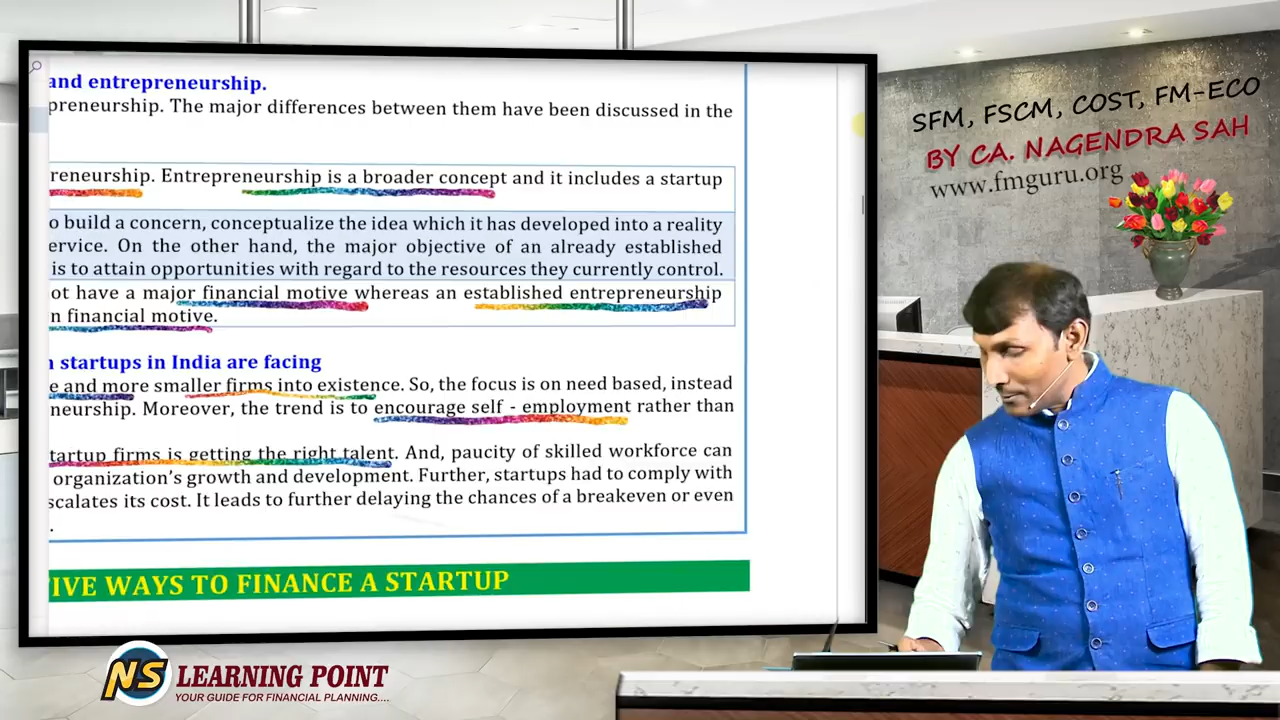 and entrepreneurship.
preneurship. The major differences between them have been discussed in the
reneurship. Entrepreneurship is a broader concept and it includes a startup
o build a concern, conceptualize the idea which it has developed into a reality
ervice. On the other hand, the major objective of an already established
is to attain opportunities with regard to the resources they currently control.
ot have a major financial motive whereas an established entrepreneurship
n financial motive.
startups in India are facing
e and more smaller firms into existence. So, the focus is on need based, instead
neurship. Moreover, the trend is to encourage self - employment rather than
tartup firms is getting the right talent. And, paucity of skilled workforce can
organization's growth and development. Further, startups had to comply with
scalates its cost. It leads to further delaying the chances of a breakeven or even
.
IVE WAYS TO FINANCE A STARTUP
SFM, FSCM, COST, FM-ECO
BY CA. NAGENDRA SAH
www.fmguru.org
NS LEARNING POINT
YOUR GUIDE FOR FINANCIAL PLANNING....